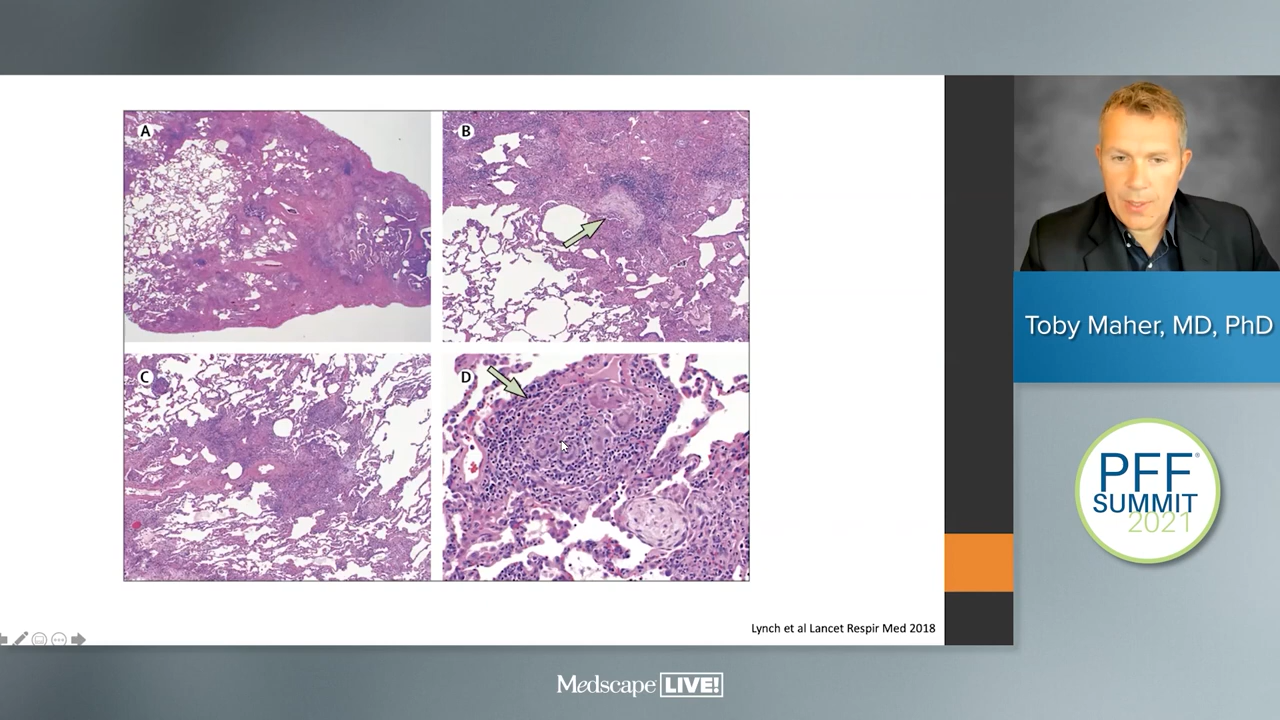 A
B
C
D
Lynch et al Lancet Respir Med 2018
Toby Maher, MD, PhD
PFF®
SUMMIT
2021
Medscape LIVE!